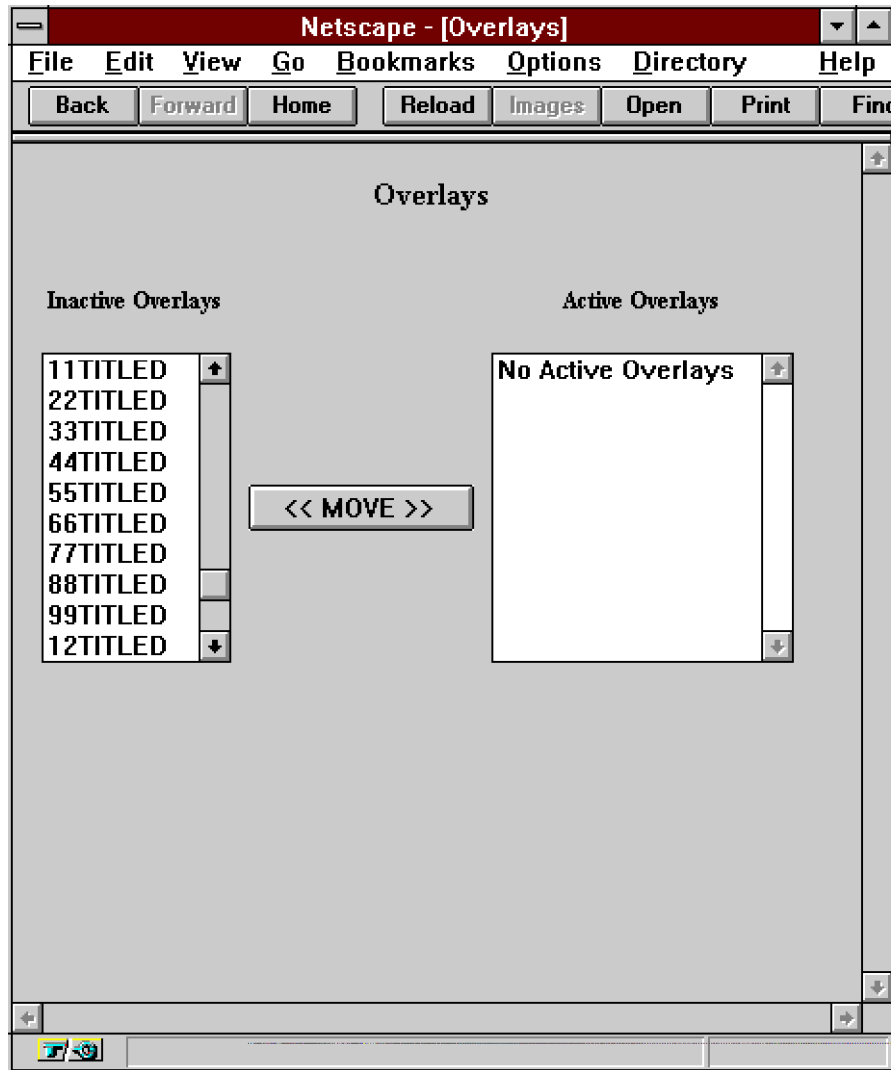 Netscape - [Overlays]
File Edit View Go Bookmarks Options Directory Help
Back Forward Home Reload Images Open Print Find
Overlays
Inactive Overlays Active Overlays
11TITLED No Active Overlays
22TITLED
33TITLED
44TITLED
55TITLED
66TITLED
<< MOVE >>
77TITLED
88TITLED
99TITLED
12TITLED